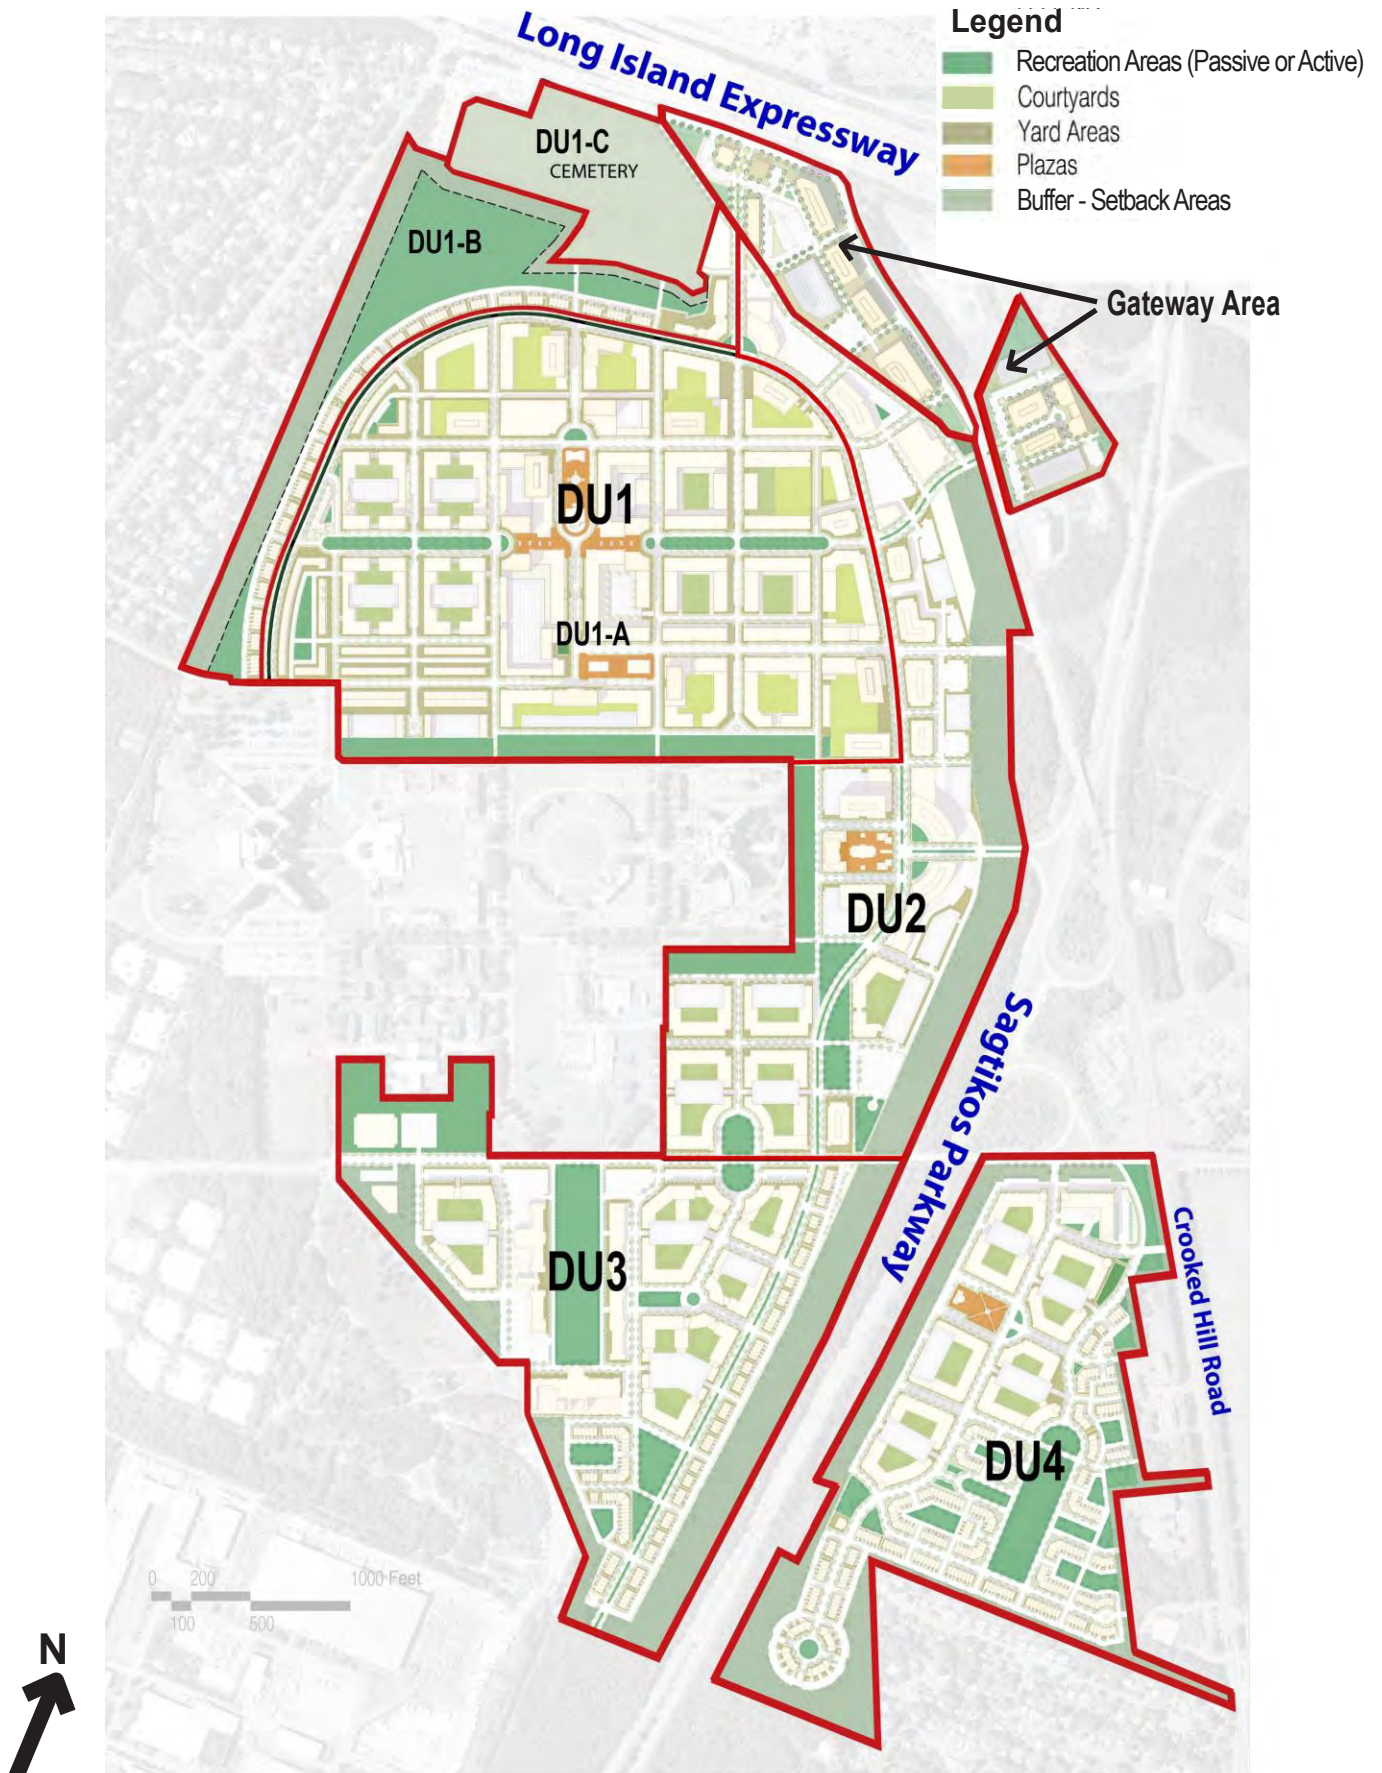 Legend
Recreation Areas (Passive or Active)
Courtyards
Yard Areas
Plazas
Buffer - Setback Areas
Long Island Expressway
DU1-C
CEMETERY
DU1-B
Gateway Area
DU1
DU1-A
DU2
Sagtikos Parkway
Crooked Hill Road
DU3
DU4
0 200 1000 Feet
100 500
N